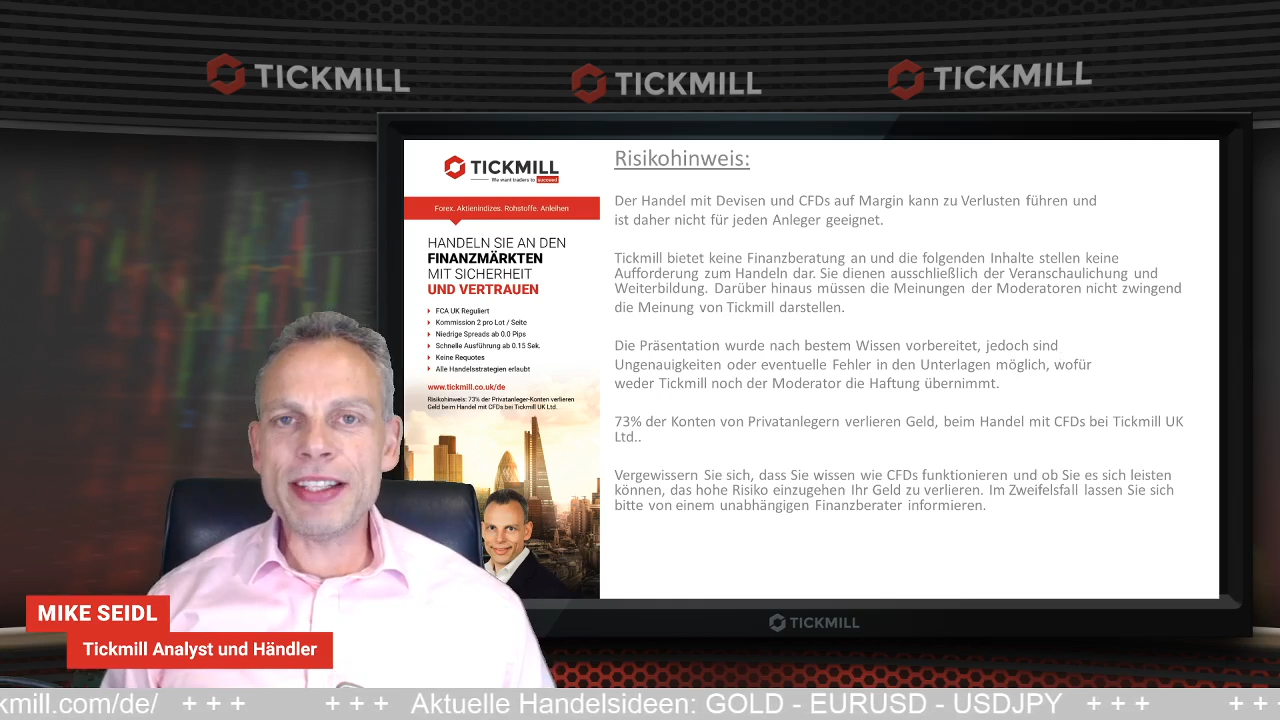 TICKMILL
TICKMILL
TICKMILL
TICKMILL
We want traders to succeed
Forex. Aktienindizes. Rohstoffe. Anleihen
HANDELN SIE AN DEN
FINANZMÄRKTEN
MIT SICHERHEIT
UND VERTRAUEN
FCA UK Reguliert
Kommission 2 pro Lot / Seite
Niedrige Spreads ab 0.0 Pips
Schnelle Ausführung ab 0.15 Sek.
Keine Requotes
Alle Handelsstrategien erlaubt
www.tickmill.co.uk/de
Risikohinweis: 73% der Privatanleger-Konten verlieren
Geld beim Handel mit CFDs bei Tickmill UK Ltd.
Risikohinweis:
Der Handel mit Devisen und CFDs auf Margin kann zu Verlusten führen und
ist daher nicht für jeden Anleger geeignet.
Tickmill bietet keine Finanzberatung an und die folgenden Inhalte stellen keine
Aufforderung zum Handeln dar. Sie dienen ausschließlich der Veranschaulichung und
Weiterbildung. Darüber hinaus müssen die Meinungen der Moderatoren nicht zwingend
die Meinung von Tickmill darstellen.
Die Präsentation wurde nach bestem Wissen vorbereitet, jedoch sind
Ungenauigkeiten oder eventuelle Fehler in den Unterlagen möglich, wofür
weder Tickmill noch der Moderator die Haftung übernimmt.
73% der Konten von Privatanlegern verlieren Geld, beim Handel mit CFDs bei Tickmill UK
Ltd..
Vergewissern Sie sich, dass Sie wissen wie CFDs funktionieren und ob Sie es sich leisten
können, das hohe Risiko einzugehen Ihr Geld zu verlieren. Im Zweifelsfall lassen Sie sich
bitte von einem unabhängigen Finanzberater informieren.
TICKMILL
MIKE SEIDL
Tickmill Analyst und Händler
kmill.com/de/ +++ +++ Aktuelle Handelsideen: GOLD - EURUSD - USDJPY +++ ++